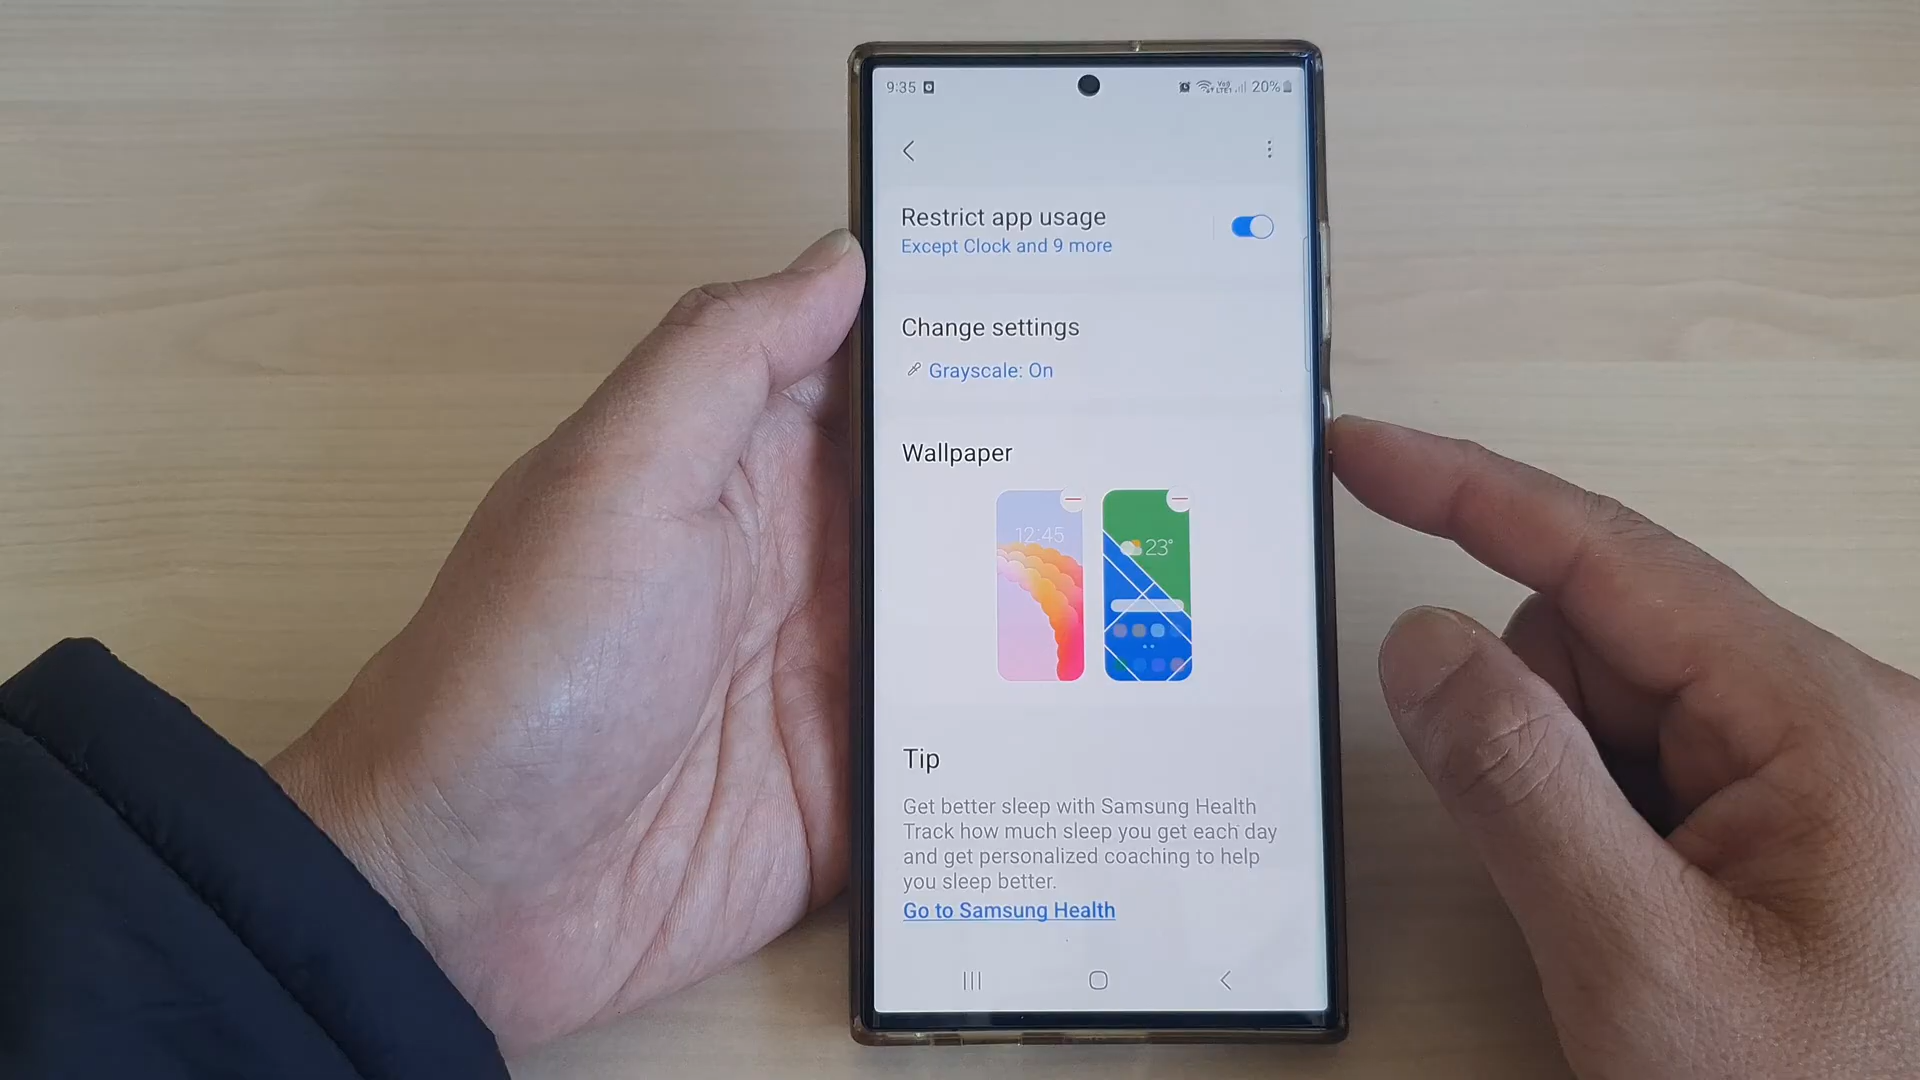 9:35
20%
Restrict app usage
Except Clock and 9 more
Change settings
Grayscale: On
Wallpaper
12:45
23°
Tip
Get better sleep with Samsung Health
Track how much sleep you get each day
and get personalized coaching to help
you sleep better.
Go to Samsung Health